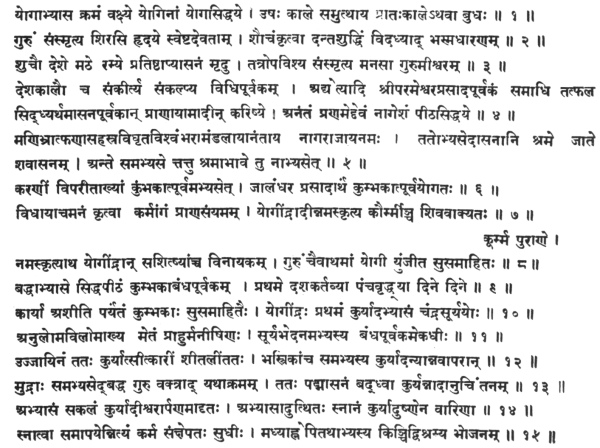 योगाभ्यास क्रमं वक्ष्ये योगिनां योगसिद्धये । उषः काले समुत्थाय प्रातःकालेऽथवा बुधः ॥ १ ॥
गुरुं संस्मृत्य शिरसि हृदये स्वेष्टदेवताम् । शौचंकृत्वा दन्तशुद्धिं विदध्याद् भस्मधारणम् ॥ २ ॥
शुचौ देशे मठे रम्ये प्रतिष्ठाप्यासनं मृदु । तत्रोपविश्य संस्मृत्य मनसा गुरुमीश्वरम् ॥ ३ ॥
देशकालौ च संकीर्त्य संकल्प्य विधिपूर्वकम् । अद्येत्यादि श्रीपरमेश्वरप्रसादपूर्वकं समाधि तत्फल
सिद्ध्यर्थमासनपूर्वकान् प्राणायामादीन् करिष्ये ! अनंतं प्रणमेद्देवं नागेशं पीठसिद्धये ॥ ४ ॥
मणिभ्रात्फणासहस्रविधृतविश्वंभरामंडलायानंताय नागराजायनमः । ततोभ्यसेदासनानि श्रमे जाते
शवासनम् । अन्ते समभ्यसे त्तत्तु श्रमाभावे तु नाभ्यसेत् ॥ ५ ॥
करणीं विपरीताख्यां कुंभकात्पूर्वमभ्यसेत् । जालंधर प्रसादार्थं कुम्भकात्पूर्वयोगतः ॥ ६ ॥
विधायाचमनं कृत्वा कर्मांगं प्राणसंयमम् । योगींद्रादीन्नमस्कृत्य कौर्म्मीञ्च शिववाक्यतः ॥ ७ ॥
कूर्म्म पुराणे ।
नमस्कृत्याथ योगींद्रान् सशिष्यांश्च विनायकम् । गुरुं चैवाथमां योगी युंजीत सुसमाहितः ॥ ८ ॥
बद्धाभ्यासे सिद्धपीठं कुम्भकाबंधपूर्वकम् । प्रथमे दशकर्तव्या पंचवृद्ध्या दिने दिने ॥ ९ ॥
कार्या अशीति पर्यंतं कुम्भकाः सुसमाहितैः । योगींद्रः प्रथमं कुर्यादभ्यासं चंद्रसूर्ययोः ॥ १० ॥
अनुलोमविलोमाख्य मेतं प्राहुर्मनीषिणः । सूर्यभेदनमभ्यस्य बंधपूर्वकमेकधीः ॥ ११ ॥
उज्जायिनं ततः कुर्यात्सीत्कारीं शीतलींततः । भस्त्रिकांच समभ्यस्य कुर्यादन्यान्नवापरान् ॥ १२ ॥
मुद्राः समभ्यसेद्बद्ध गुरु वक्त्राद् यथाक्रमम् । ततः पद्मासनं बद्ध्वा कुर्यन्नादानुचिंतनम् ॥ १३ ॥
अभ्यासं सकलं कुर्यादीश्वरार्पणमादृतः । अभ्यासादुत्थितः स्नानं कुर्यादुष्णेन वारिणा ॥ १४ ॥
स्नात्वा समापयेन्नित्यं कर्म संक्षेपतः सुधीः । मध्याह्नेपितथाभ्यस्य किञ्चिद्विश्रम्य भोजनम् ॥ १५ ॥